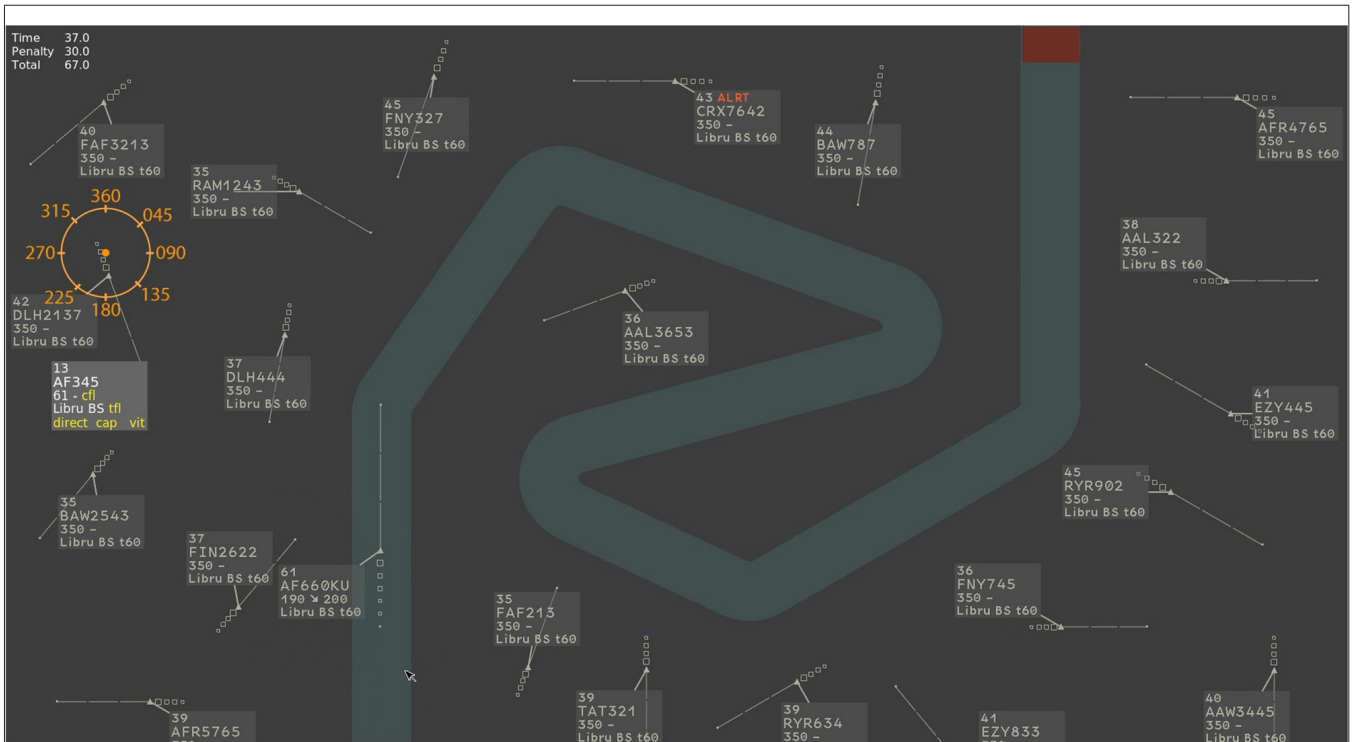 Time 37.0
Penalty 30.0
Total 67.0
40
FAF3213
350 –
Libru BS t60
45
FNY327
350 –
Libru BS t60
43 ALRT
CRX7642
350 –
Libru BS t60
44
BAW787
350 –
Libru BS t60
45
AFR4765
350 –
Libru BS t60
35
RAM1243
350 –
Libru BS t60
360
315
045
270
090
225
135
180
38
AAL322
350 –
Libru BS t60
42
DLH2137
350 –
Libru BS t60
36
AAL3653
350 –
Libru BS t60
13
AF345
61 - cfl
Libru BS tfl
direct cap vit
37
DLH444
350 –
Libru BS t60
41
EZY445
350 –
Libru BS t60
45
RYR902
350 –
Libru BS t60
35
BAW2543
350 –
Libru BS t60
37
FIN2622
350 –
Libru BS t60
61
AF660KU
190 ↘ 200
Libru BS t60
35
FAF213
350 –
Libru BS t60
36
FNY745
350 –
Libru BS t60
39
AFR5765
39
TAT321
350 –
Libru BS t60
39
RYR634
350 –
41
EZY833
40
AAW3445
350 –
Libru BS t60